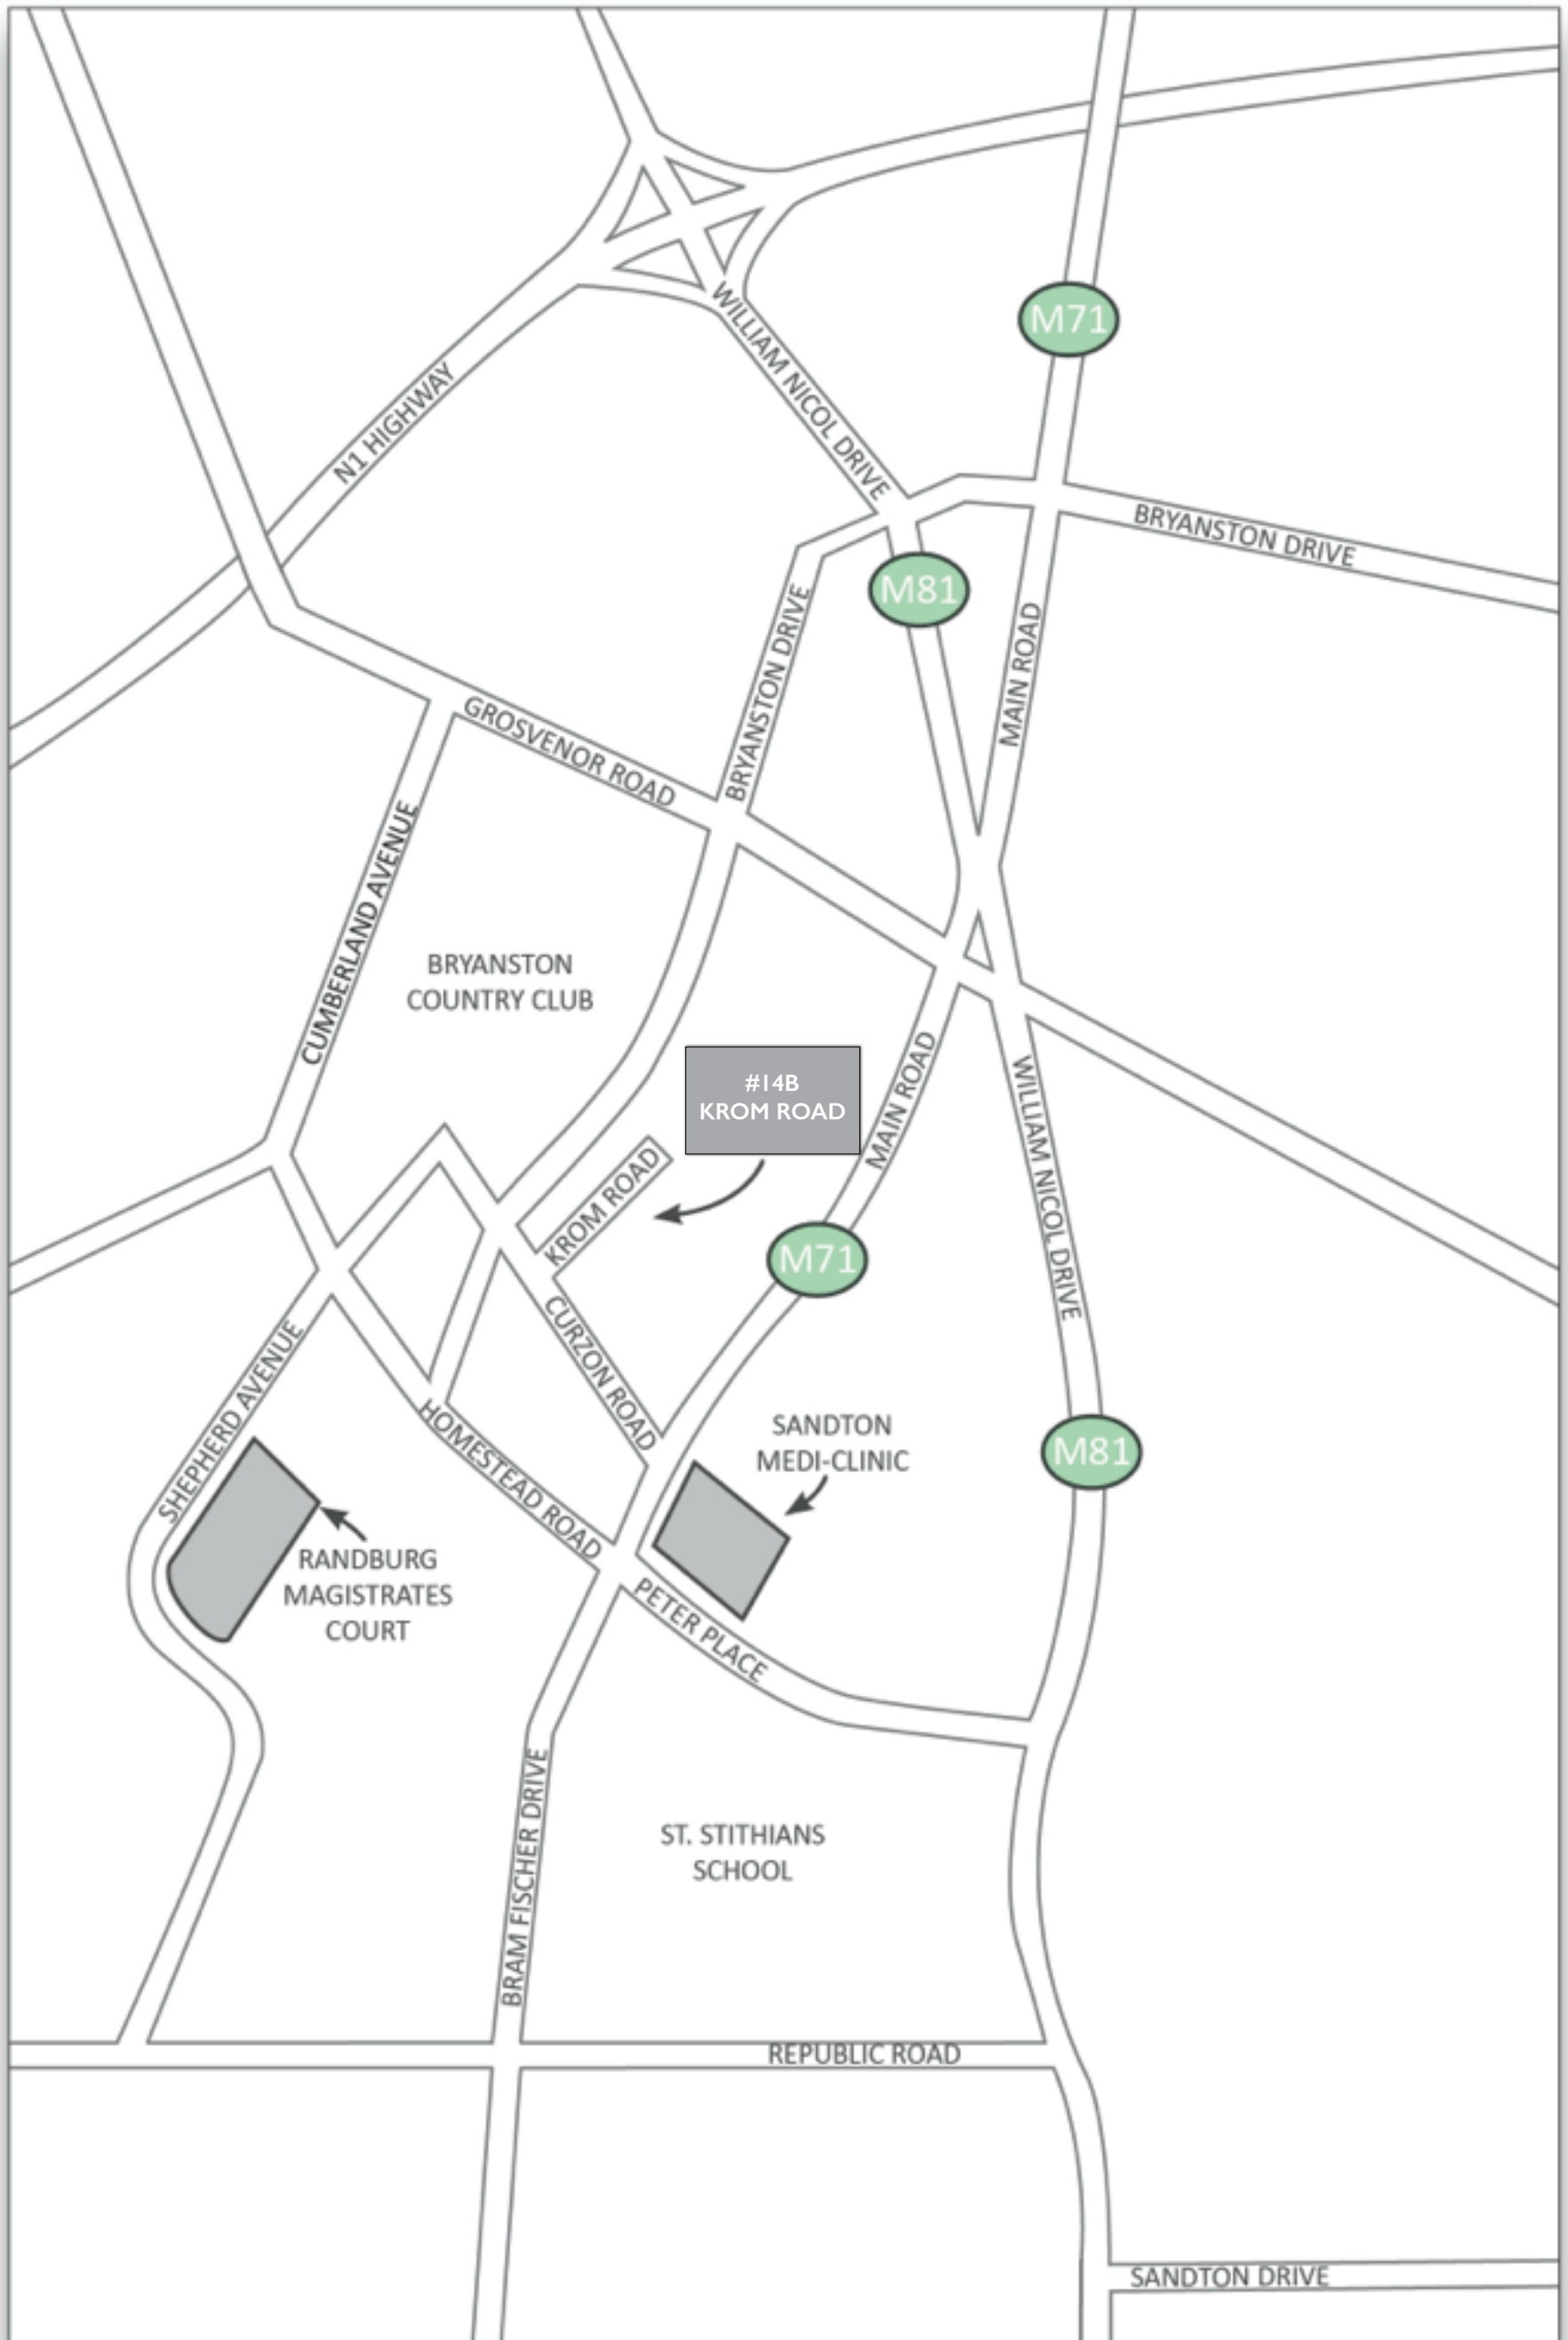 M71
WILLIAM NICOL DRIVE
N1 HIGHWAY
BRYANSTON DRIVE
M81
BRYANSTON DRIVE
MAIN ROAD
GROSVENOR ROAD
CUMBERLAND AVENUE
BRYANSTON
COUNTRY CLUB
#14B
KROM ROAD
MAIN ROAD
WILLIAM NICOL DRIVE
KROM ROAD
M71
CURZON ROAD
SHEPHERD AVENUE
HOMESTEAD ROAD
SANDTON
MEDI-CLINIC
M81
RANDBURG
MAGISTRATES
COURT
PETER PLACE
BRAM FISCHER DRIVE
ST. STITHIANS
SCHOOL
REPUBLIC ROAD
SANDTON DRIVE